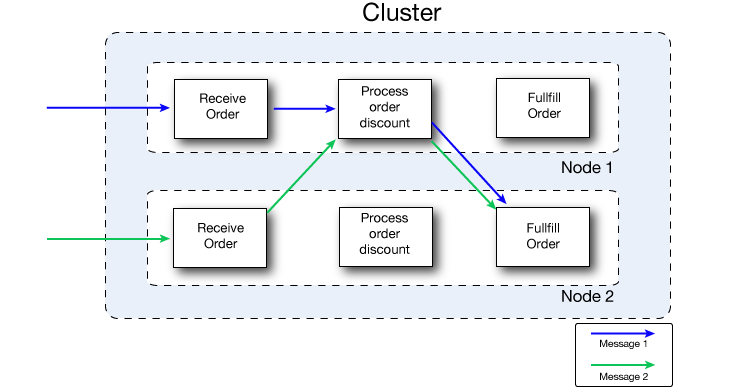 Cluster
Receive
Order
Process
order
discount
Fullfill
Order
Node 1
Receive
Order
Process
order
discount
Fullfill
Order
Node 2
Message 1
Message 2